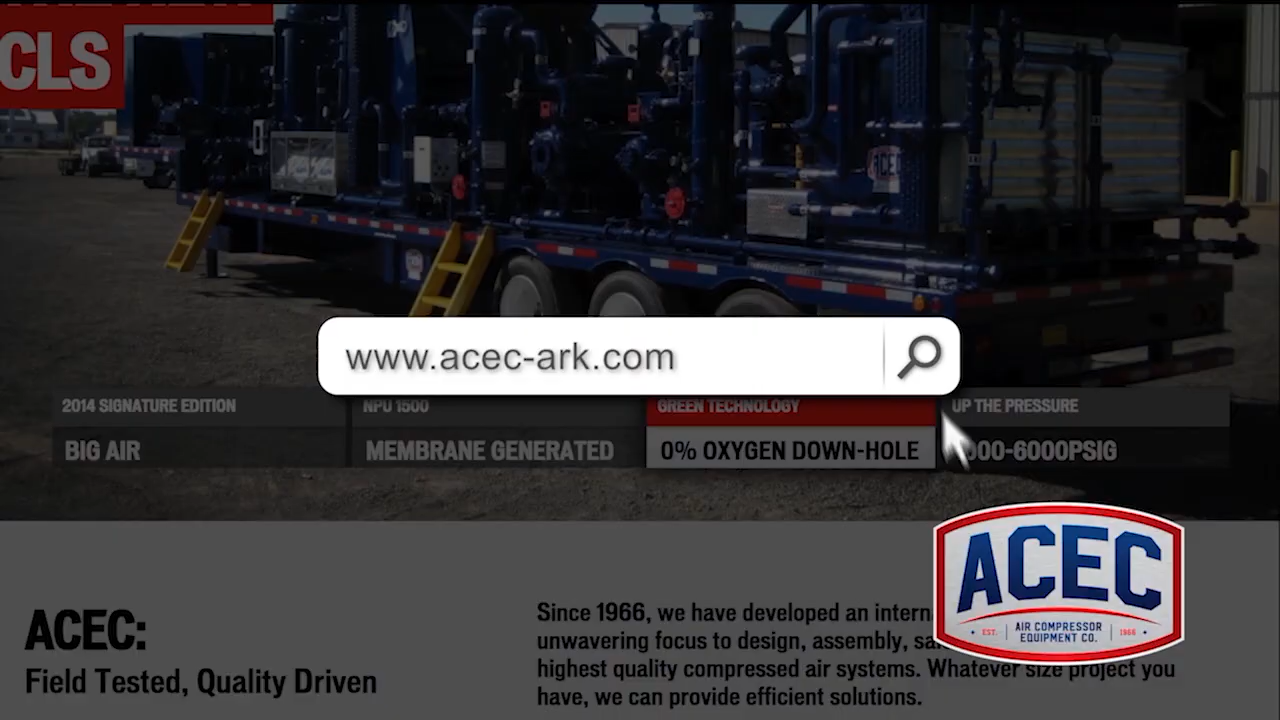 CLS
www.acec-ark.com
2014 SIGNATURE EDITION
BIG AIR
NPU 1500
MEMBRANE GENERATED
GREEN TECHNOLOGY
0% OXYGEN DOWN-HOLE
UP THE PRESSURE
000-6000PSIG
ACEC
ACEC
AIR COMPRESSOR
EQUIPMENT CO.
EST.
1966
ACEC:
Field Tested, Quality Driven
Since 1966, we have developed an intern
unwavering focus to design, assembly, sa
highest quality compressed air systems. Whatever size project you
have, we can provide efficient solutions.